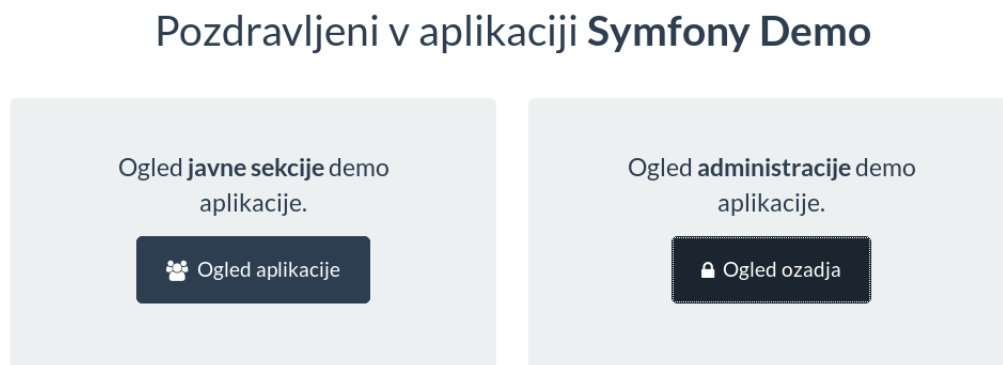 Pozdravljeni v aplikaciji Symfony Demo
Ogled javne sekcije demo
aplikacije.
Ogled aplikacije
Ogled administracije demo
aplikacije.
Ogled ozadja